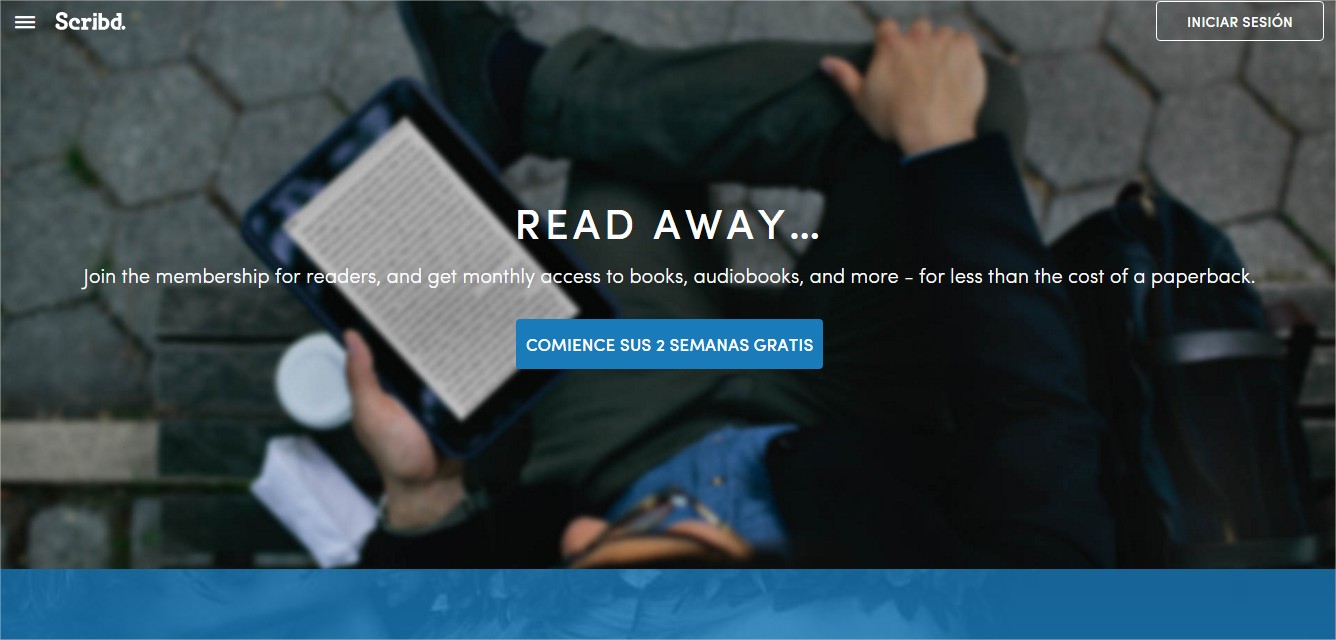 Scribd.
INICIAR SESIÓN
READ AWAY...
Join the membership for readers, and get monthly access to books, audiobooks, and more - for less than the cost of a paperback.
COMIENCE SUS 2 SEMANAS GRATIS